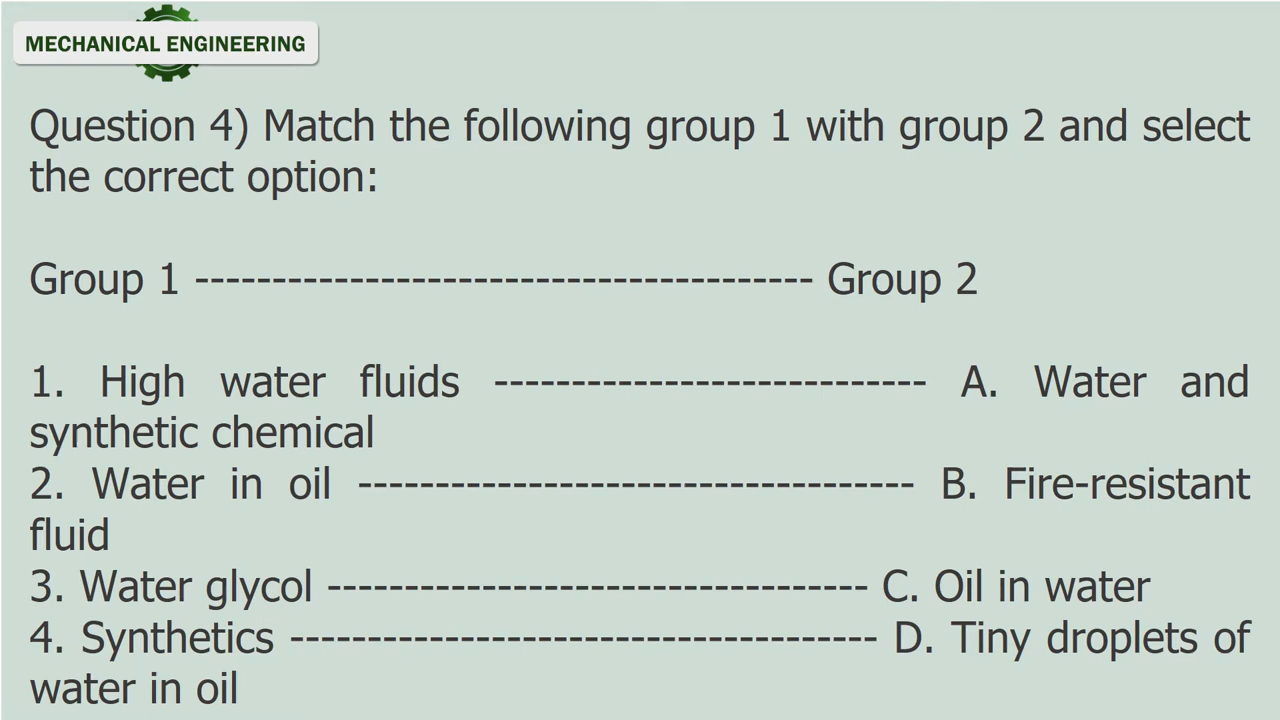 MECHANICAL ENGINEERING
Question 4) Match the following group 1 with group 2 and select
the correct option:
Group 1 ---------------------------------------- Group 2
1. High water fluids ---------------------------- A. Water and
synthetic chemical
2. Water in oil ------------------------------------ B. Fire-resistant
fluid
3. Water glycol ----------------------------------- C. Oil in water
4. Synthetics -------------------------------------- D. Tiny droplets of
water in oil